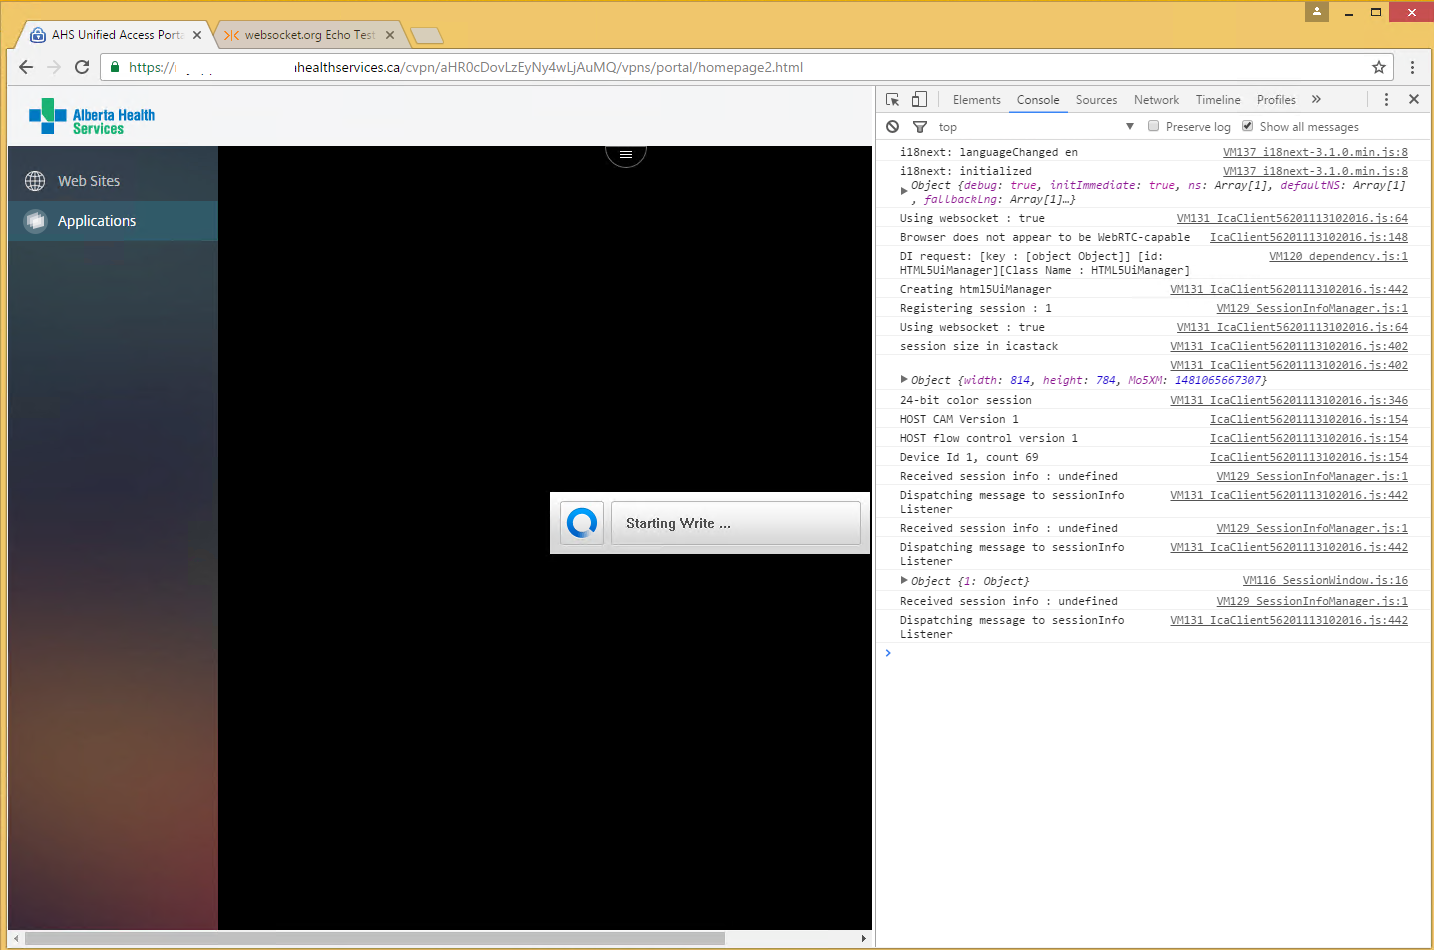 AHS Unified Access Porta
websocket.org Echo Test
https://
ahealthservices.ca/cvpn/aHR0cDovLzEyNy4wLjAuMQ/vpns/portal/homepage2.html
Alberta Health
Services
Web Sites
Applications
Starting Write ...
Elements Console Sources Network Timeline Profiles »
top Preserve log Show all messages
i18next: languageChanged en VM137 i18next-3.1.0.min.js:8
i18next: initialized VM137 i18next-3.1.0.min.js:8
Object {debug: true, initImmediate: true, ns: Array[1], defaultNS: Array[1]
, fallbackLng: Array[1]…}
Using websocket : true VM131 IcaClient56201113102016.js:64
Browser does not appear to be WebRTC-capable IcaClient56201113102016.js:148
DI request: [key : [object Object]] [id: VM120 dependency.js:1
HTML5UiManager][Class Name : HTML5UiManager]
Creating html5UiManager VM131 IcaClient56201113102016.js:442
Registering session : 1 VM129 SessionInfoManager.js:1
Using websocket : true VM131 IcaClient56201113102016.js:64
session size in icastack VM131 IcaClient56201113102016.js:402
VM131 IcaClient56201113102016.js:402
Object {width: 814, height: 784, Mo5XM: 1481065667307}
24-bit color session VM131 IcaClient56201113102016.js:346
HOST CAM Version 1 IcaClient56201113102016.js:154
HOST flow control version 1 IcaClient56201113102016.js:154
Device Id 1, count 69 IcaClient56201113102016.js:154
Received session info : undefined VM129 SessionInfoManager.js:1
Dispatching message to sessionInfo VM131 IcaClient56201113102016.js:442
Listener
Received session info : undefined VM129 SessionInfoManager.js:1
Dispatching message to sessionInfo VM131 IcaClient56201113102016.js:442
Listener
Object {1: Object} VM116 SessionWindow.js:16
Received session info : undefined VM129 SessionInfoManager.js:1
Dispatching message to sessionInfo VM131 IcaClient56201113102016.js:442
Listener